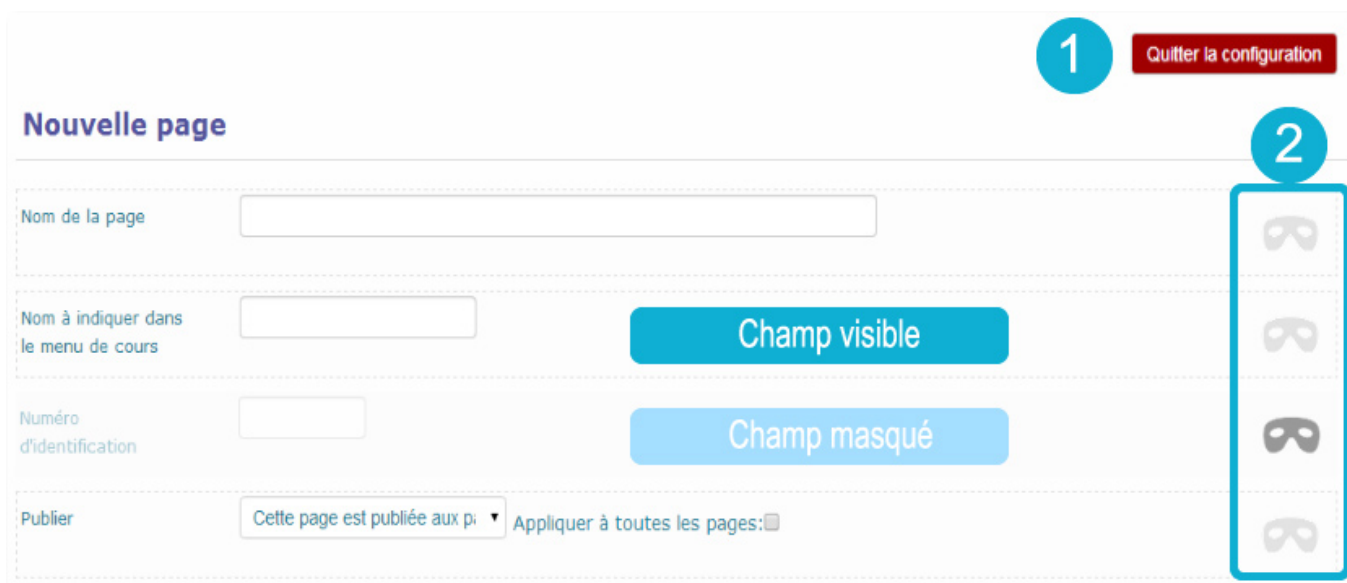 1
Quitter la configuration
Nouvelle page
2
Nom de la page
Nom à indiquer dans
le menu de cours
Champ visible
Numéro
d'identification
Champ masqué
Publier
Cette page est publiée aux pa
Appliquer à toutes les pages: